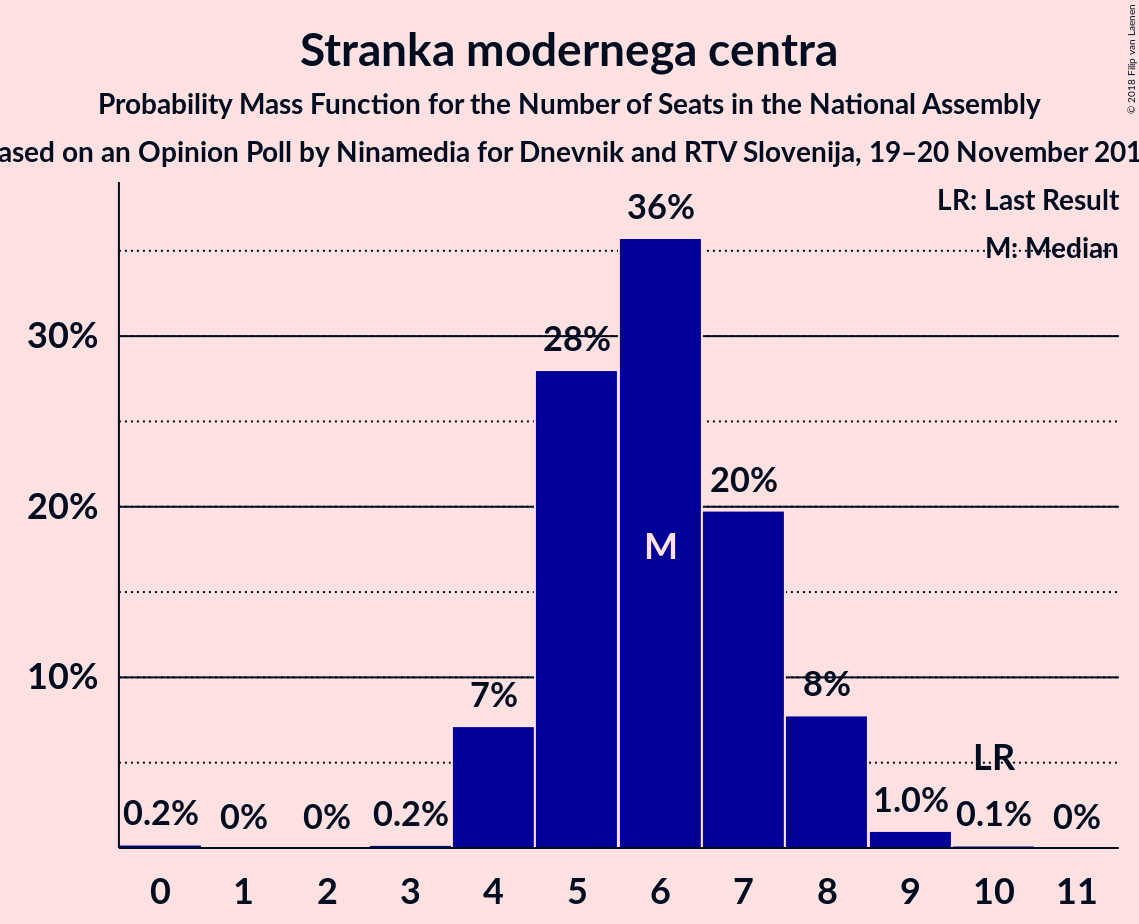 Stranka modernega centra
Probability Mass Function for the Number of Seats in the National Assembly
ased on an Opinion Poll by Ninamedia for Dnevnik and RTV Slovenija, 19–20 November 201
© 2018 Filip van Laenen
LR: Last Result
M: Median
36%
30%
28%
20%
20%
M
10%
7%
8%
LR
0.2% 0% 0% 0.2% 1.0% 0.1% 0%
0 1 2 3 4 5 6 7 8 9 10 11